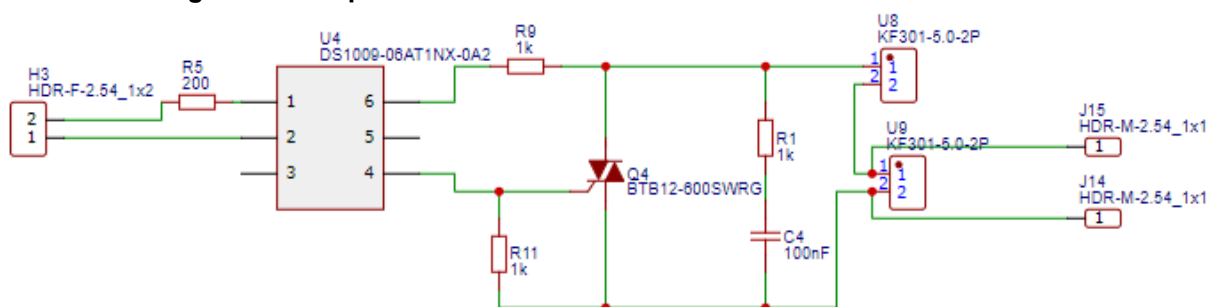 U8
KF301-5.0-2P
1
2
1
2
R9
1k
U4
DS1009-06AT1NX-0A2
H3
HDR-F-2.54_1x2
2
1
R5
200
1
2
3
6
5
4
R1
1k
Q4
BTB12-600SWRG
U9
KF301-5.0-2P
1
2
1
2
J15
HDR-M-2.54_1x1
1
J14
HDR-M-2.54_1x1
1
R11
1k
C4
100nF